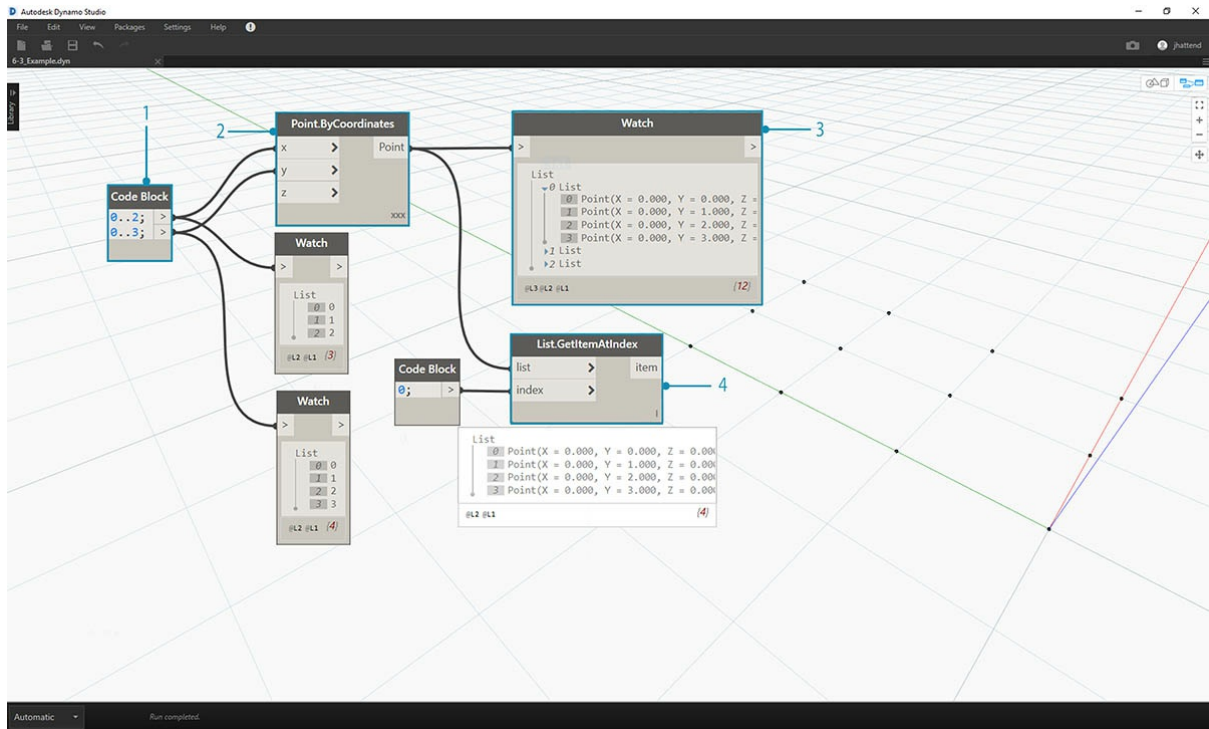 Autodesk Dynamo Studio
File Edit View Packages Settings Help
jhattend
6-3_Example.dyn
Library
1
2
3
4
Code Block
0..2; >
0..3; >
Point.ByCoordinates
x > Point
y >
z >
xxx
Watch
> >
List
0 List
0 Point(X = 0.000, Y = 0.000, Z =
1 Point(X = 0.000, Y = 1.000, Z =
2 Point(X = 0.000, Y = 2.000, Z =
3 Point(X = 0.000, Y = 3.000, Z =
1 List
2 List
@L3 @L2 @L1 {12}
Watch
> >
List
0 0
1 1
2 2
@L2 @L1 {3}
Watch
> >
List
0 0
1 1
2 2
3 3
@L2 @L1 {4}
Code Block
0; >
List.GetItemAtIndex
list > item
index >
l
List
0 Point(X = 0.000, Y = 0.000, Z = 0.00
1 Point(X = 0.000, Y = 1.000, Z = 0.00
2 Point(X = 0.000, Y = 2.000, Z = 0.00
3 Point(X = 0.000, Y = 3.000, Z = 0.00
@L2 @L1 {4}
Automatic Run completed.